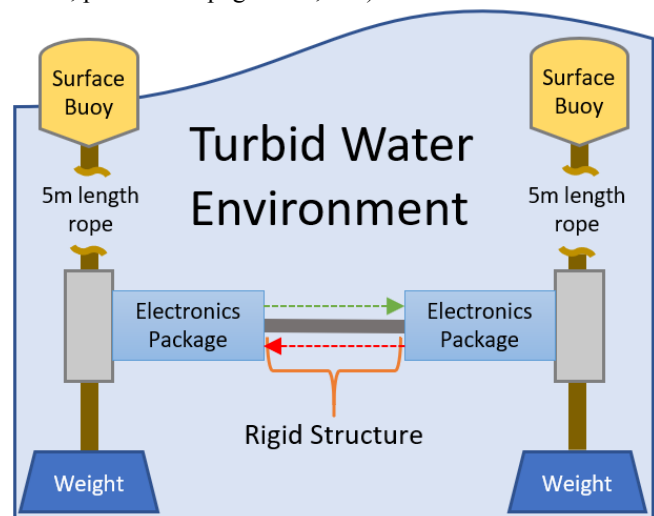 Surface
Buoy
Surface
Buoy
Turbid Water
Environment
5m length
rope
5m length
rope
Electronics
Package
Electronics
Package
Rigid Structure
Weight
Weight